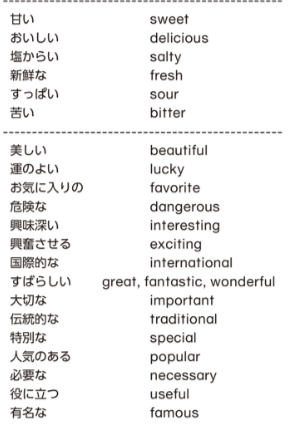 甘い sweet
おいしい delicious
塩からい salty
新鮮な fresh
すっぱい sour
苦い bitter
美しい beautiful
運のよい lucky
お気に入りの favorite
危険な dangerous
興味深い interesting
興奮させる exciting
国際的な international
すばらしい great, fantastic, wonderful
大切な important
伝統的な traditional
特別な special
人気のある popular
必要な necessary
役に立つ useful
有名な famous